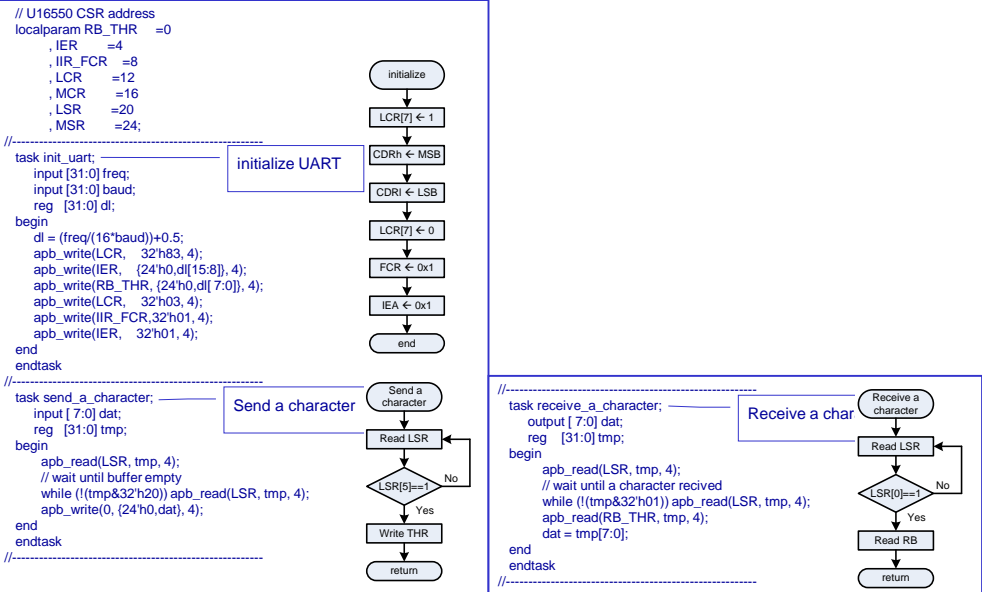 // U16550 CSR address
localparam RB_THR =0
, IER =4
, IIR_FCR =8
, LCR =12
, MCR =16
, LSR =20
, MSR =24;
//----------------------------------------------------------
task init_uart;
input [31:0] freq;
input [31:0] baud;
reg [31:0] dl;
begin
dl = (freq/(16*baud))+0.5;
apb_write(LCR, 32'h83, 4);
apb_write(IER, {24'h0,dl[15:8]}, 4);
apb_write(RB_THR, {24'h0,dl[ 7:0]}, 4);
apb_write(LCR, 32'h03, 4);
apb_write(IIR_FCR,32'h01, 4);
apb_write(IER, 32'h01, 4);
end
endtask
//----------------------------------------------------------
initialize UART
initialize
LCR[7] ← 1
CDRh ← MSB
CDRl ← LSB
LCR[7] ← 0
FCR ← 0x1
IEA ← 0x1
end
task send_a_character;
input [ 7:0] dat;
reg [31:0] tmp;
begin
apb_read(LSR, tmp, 4);
// wait until buffer empty
while (!(tmp&32'h20)) apb_read(LSR, tmp, 4);
apb_write(0, {24'h0,dat}, 4);
end
endtask
//----------------------------------------------------------
Send a character
Send a
character
Read LSR
LSR[5]==1
No
Yes
Write THR
return
//----------------------------------------------------------
task receive_a_character;
output [ 7:0] dat;
reg [31:0] tmp;
begin
apb_read(LSR, tmp, 4);
// wait until a character recived
while (!(tmp&32'h01)) apb_read(LSR, tmp, 4);
apb_read(RB_THR, tmp, 4);
dat = tmp[7:0];
end
endtask
//----------------------------------------------------------
Receive a char
Receive a
character
Read LSR
LSR[0]==1
No
Yes
Read RB
return